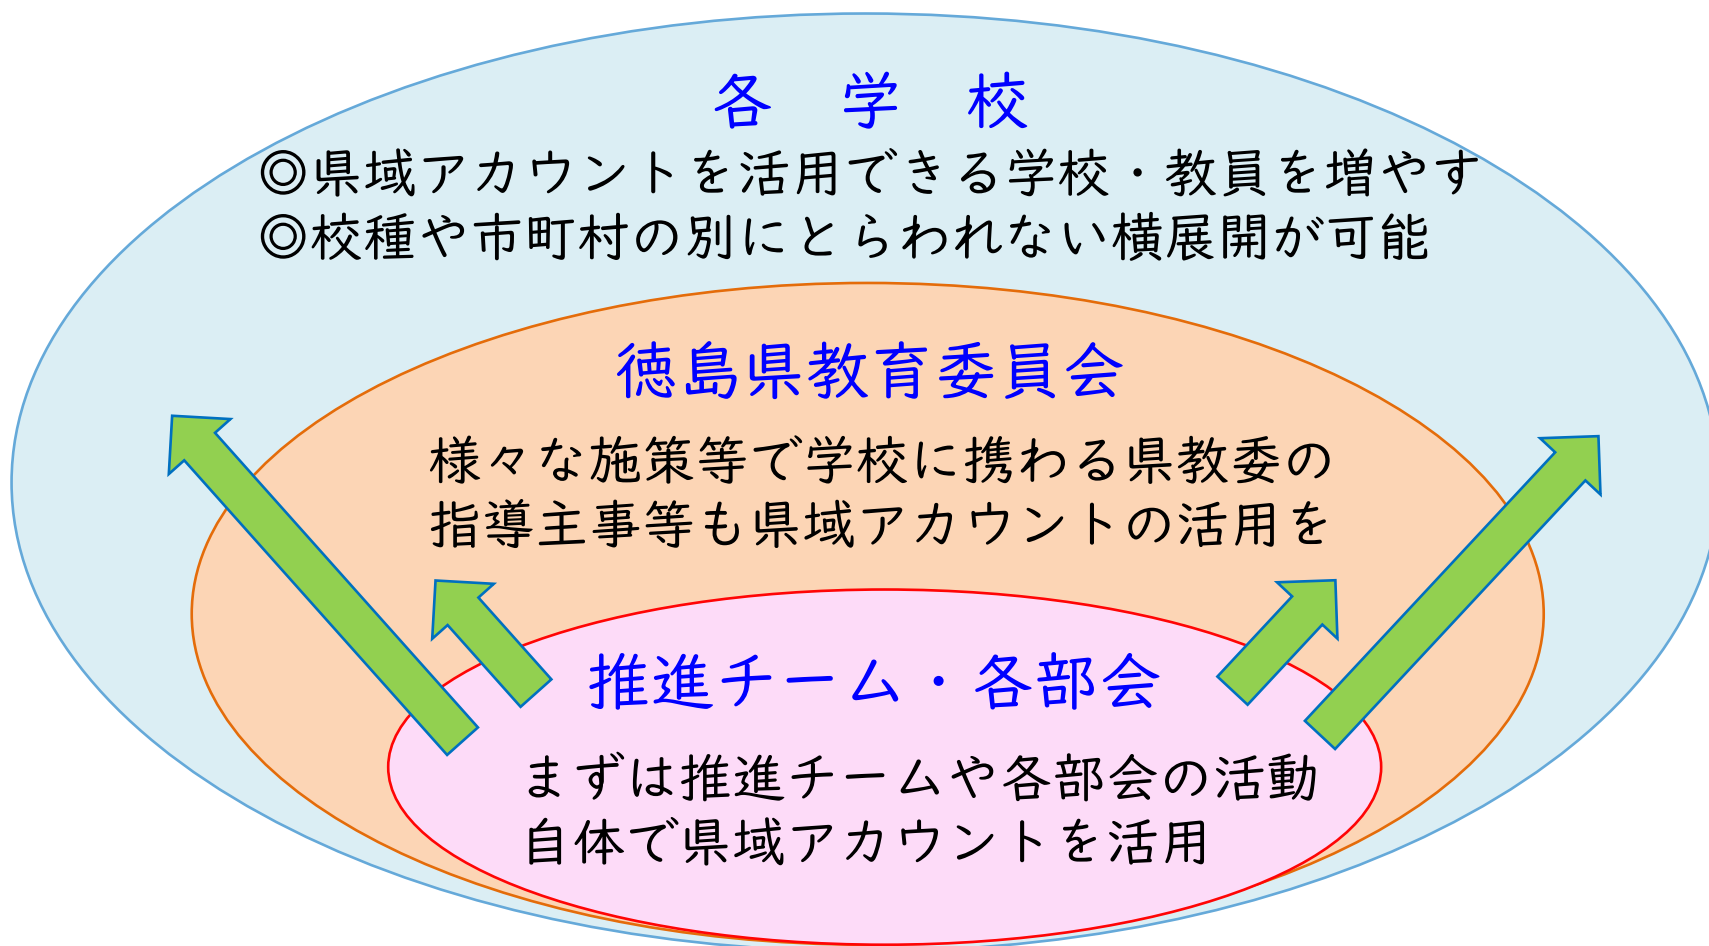 各　学　校
◎県域アカウントを活用できる学校・教員を増やす
◎校種や市町村の別にとらわれない横展開が可能
徳島県教育委員会
様々な施策等で学校に携わる県教委の
指導主事等も県域アカウントの活用を
推進チーム・各部会
まずは推進チームや各部会の活動
自体で県域アカウントを活用